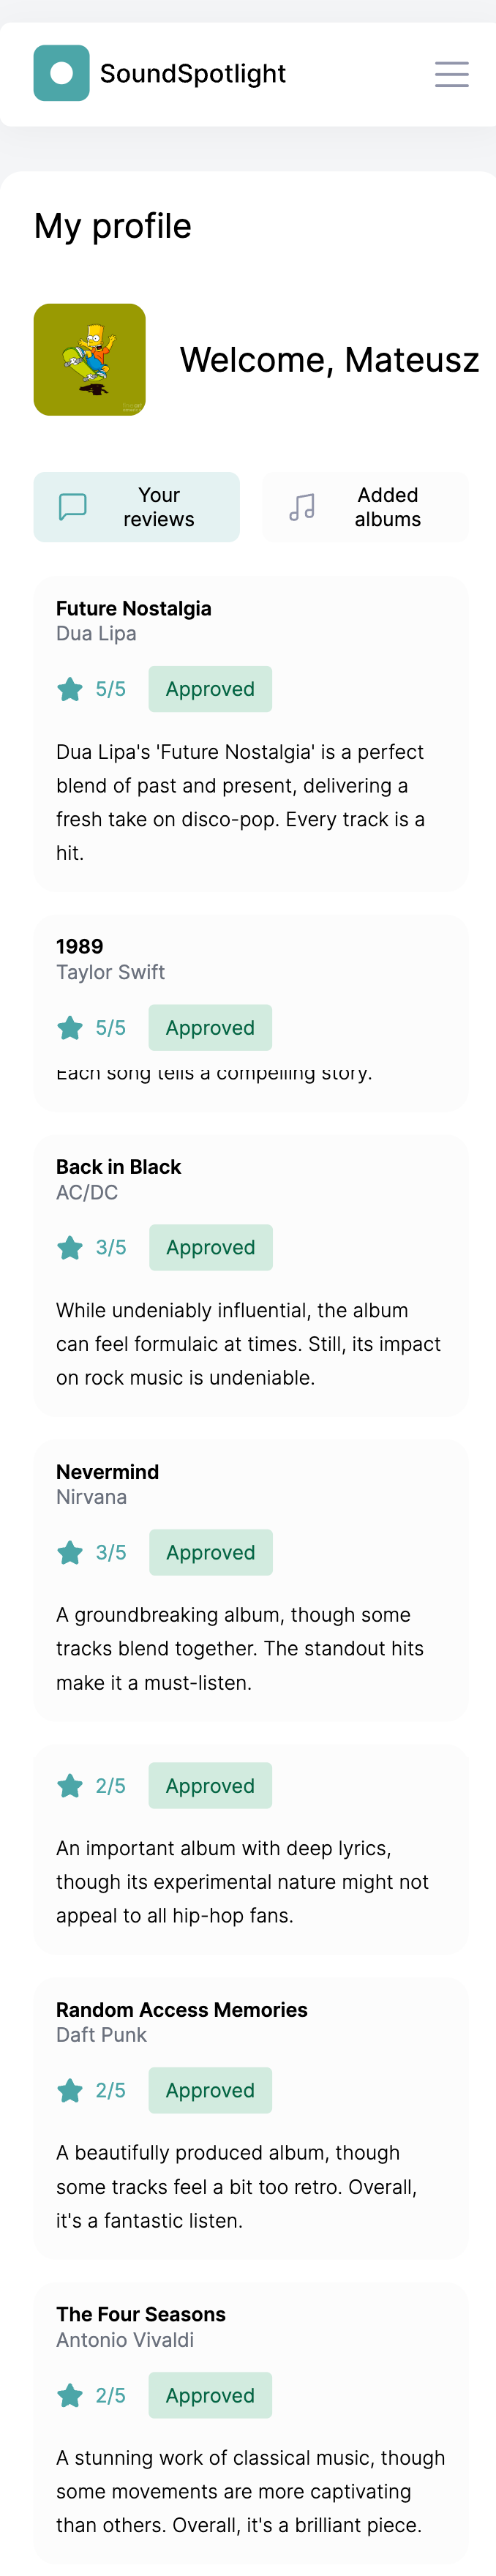 SoundSpotlight
My profile
Welcome, Mateusz
Your
reviews
Added
albums
Future Nostalgia
Dua Lipa
5/5
Approved
Dua Lipa's 'Future Nostalgia' is a perfect
blend of past and present, delivering a
fresh take on disco-pop. Every track is a
hit.
1989
Taylor Swift
5/5
Approved
Each song tells a compelling story.
Back in Black
AC/DC
3/5
Approved
While undeniably influential, the album
can feel formulaic at times. Still, its impact
on rock music is undeniable.
Nevermind
Nirvana
3/5
Approved
A groundbreaking album, though some
tracks blend together. The standout hits
make it a must-listen.
2/5
Approved
An important album with deep lyrics,
though its experimental nature might not
appeal to all hip-hop fans.
Random Access Memories
Daft Punk
2/5
Approved
A beautifully produced album, though
some tracks feel a bit too retro. Overall,
it's a fantastic listen.
The Four Seasons
Antonio Vivaldi
2/5
Approved
A stunning work of classical music, though
some movements are more captivating
than others. Overall, it's a brilliant piece.